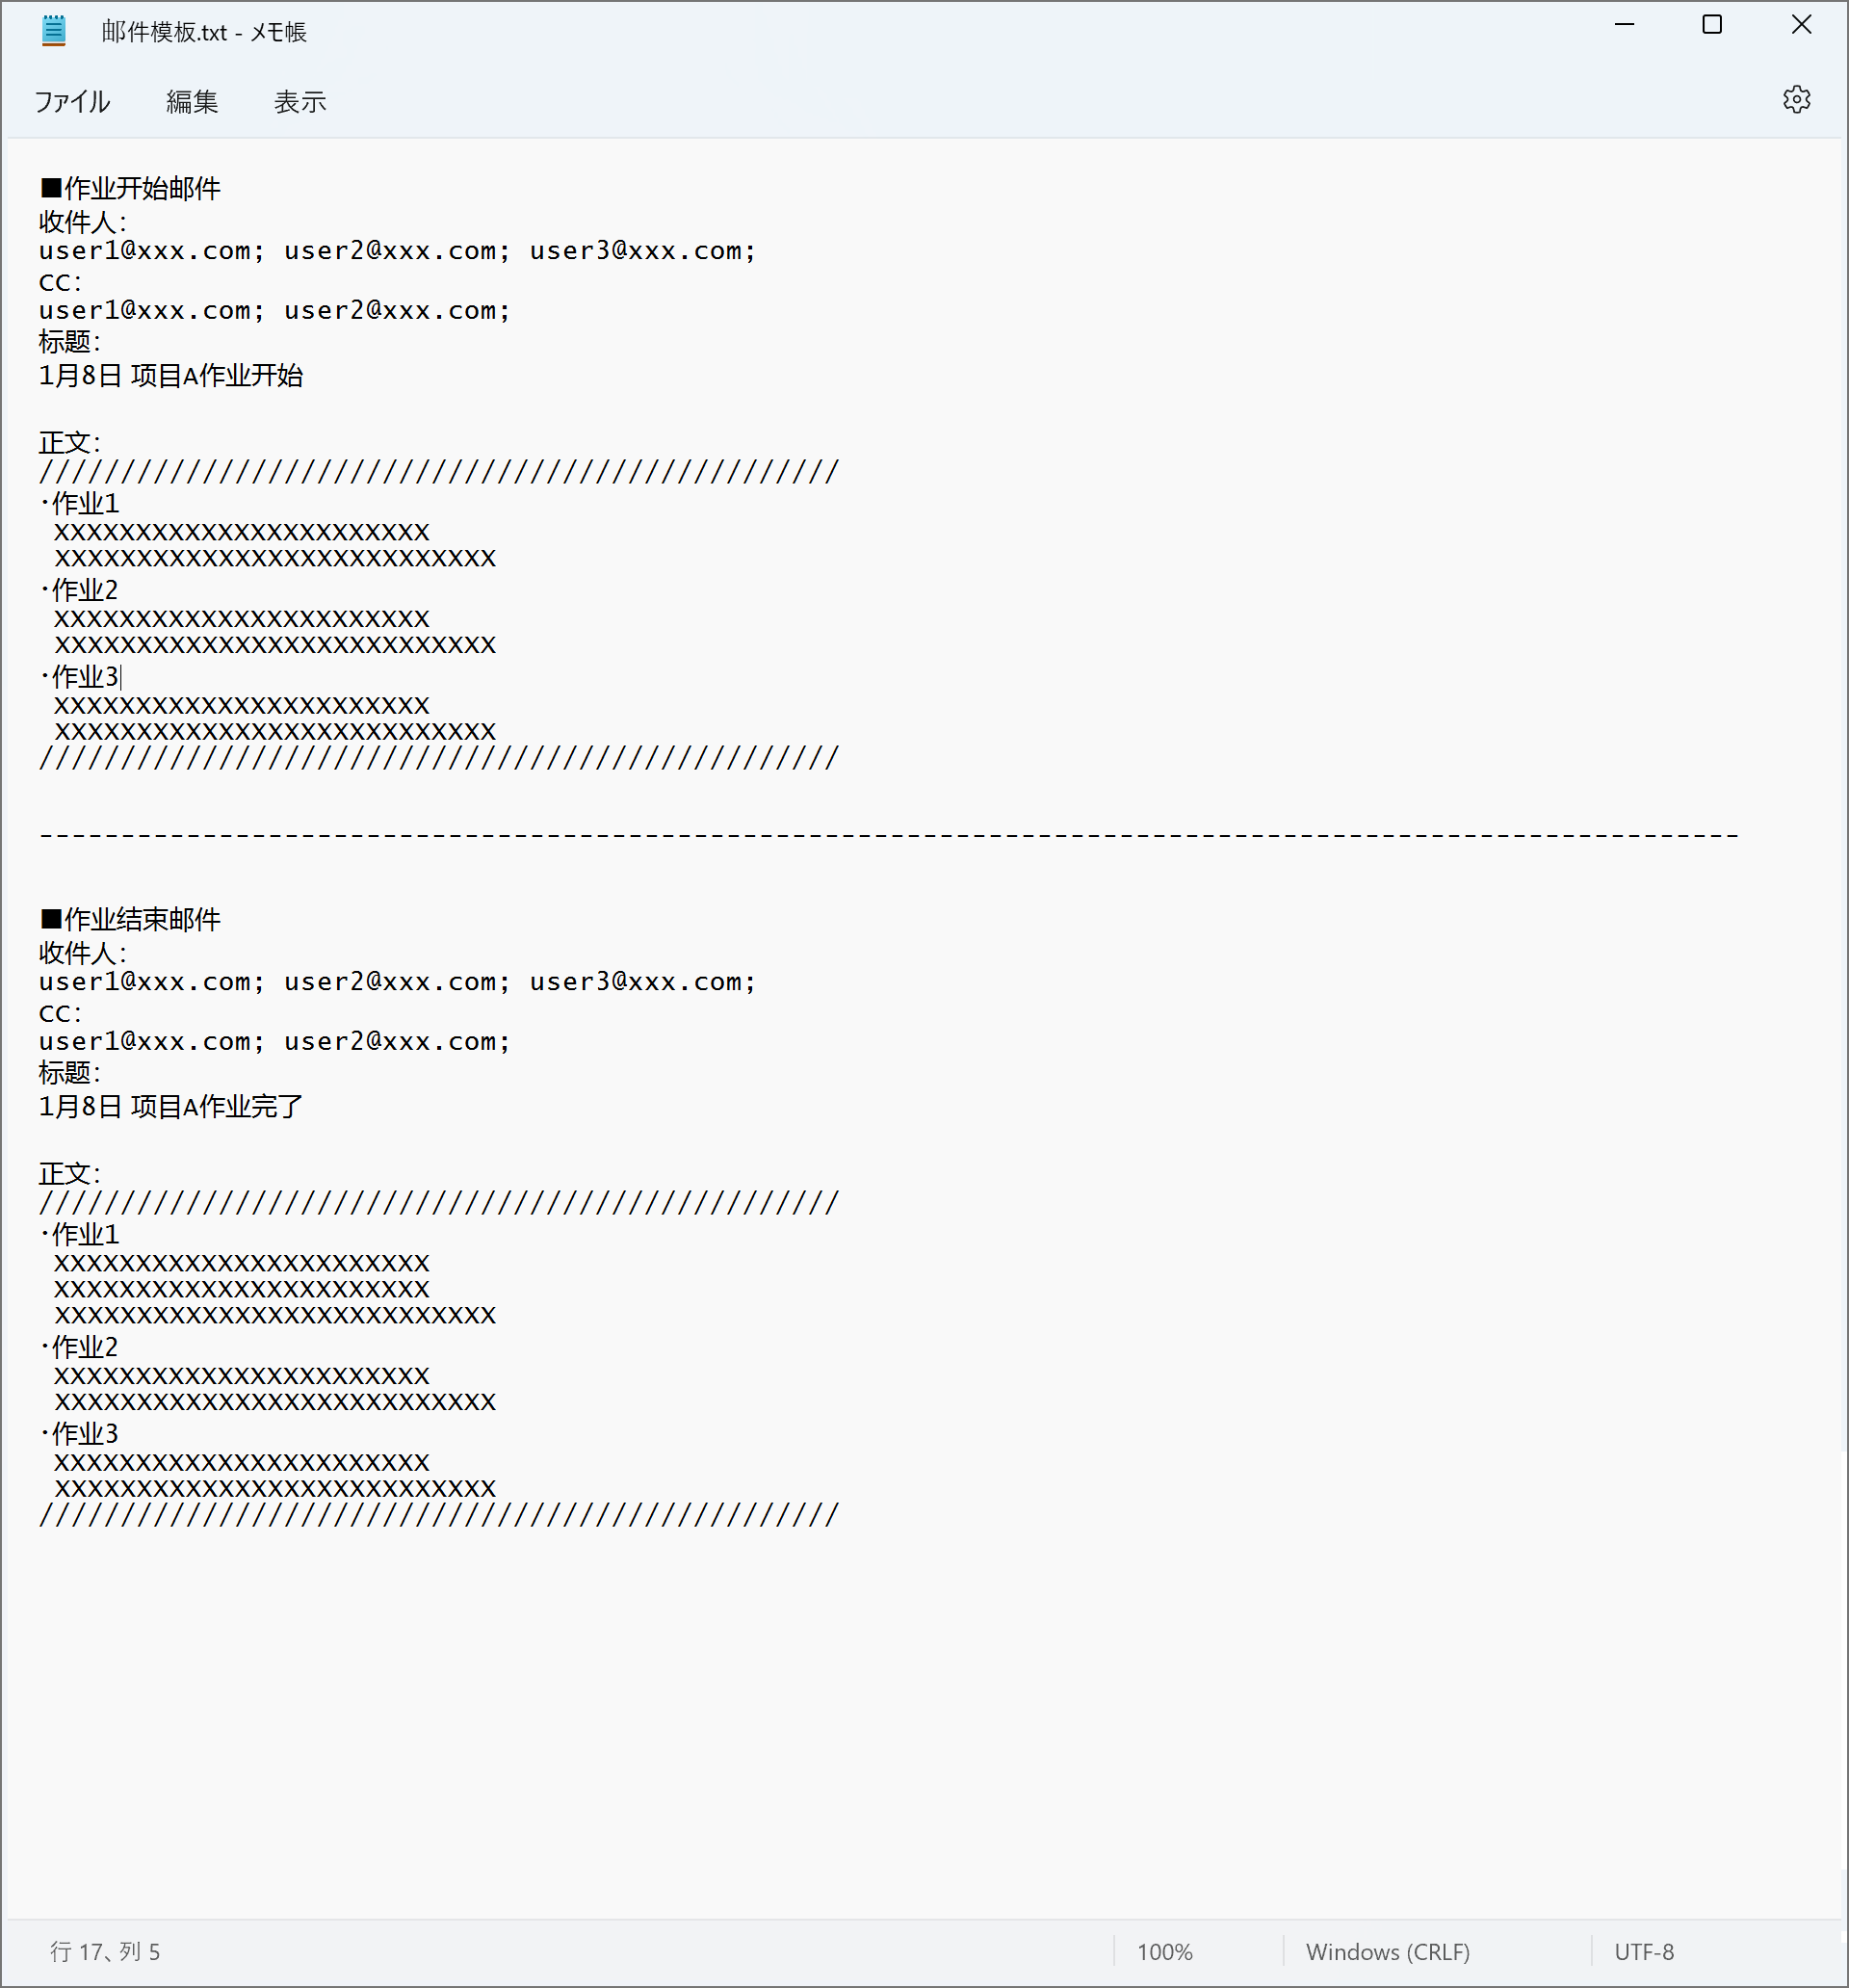 邮件模板.txt - メモ帳
ファイル 編集 表示
■作业开始邮件
收件人：
user1@xxx.com; user2@xxx.com; user3@xxx.com;
CC：
user1@xxx.com; user2@xxx.com;
标题：
1月8日 项目A作业开始
正文：
/////////////////////////////////////////////////
·作业1
XXXXXXXXXXXXXXXXXXXXXXX
XXXXXXXXXXXXXXXXXXXXXXXXXXX
·作业2
XXXXXXXXXXXXXXXXXXXXXXX
XXXXXXXXXXXXXXXXXXXXXXXXXXX
·作业3
XXXXXXXXXXXXXXXXXXXXXXX
XXXXXXXXXXXXXXXXXXXXXXXXXXX
/////////////////////////////////////////////////
--------------------------------------------------------------------------------------------------------
■作业结束邮件
收件人：
user1@xxx.com; user2@xxx.com; user3@xxx.com;
CC：
user1@xxx.com; user2@xxx.com;
标题：
1月8日 项目A作业完了
正文：
/////////////////////////////////////////////////
·作业1
XXXXXXXXXXXXXXXXXXXXXXX
XXXXXXXXXXXXXXXXXXXXXXX
XXXXXXXXXXXXXXXXXXXXXXXXXXX
·作业2
XXXXXXXXXXXXXXXXXXXXXXX
XXXXXXXXXXXXXXXXXXXXXXXXXXX
·作业3
XXXXXXXXXXXXXXXXXXXXXXX
XXXXXXXXXXXXXXXXXXXXXXXXXXX
/////////////////////////////////////////////////
行 17、列 5 100% Windows (CRLF) UTF-8